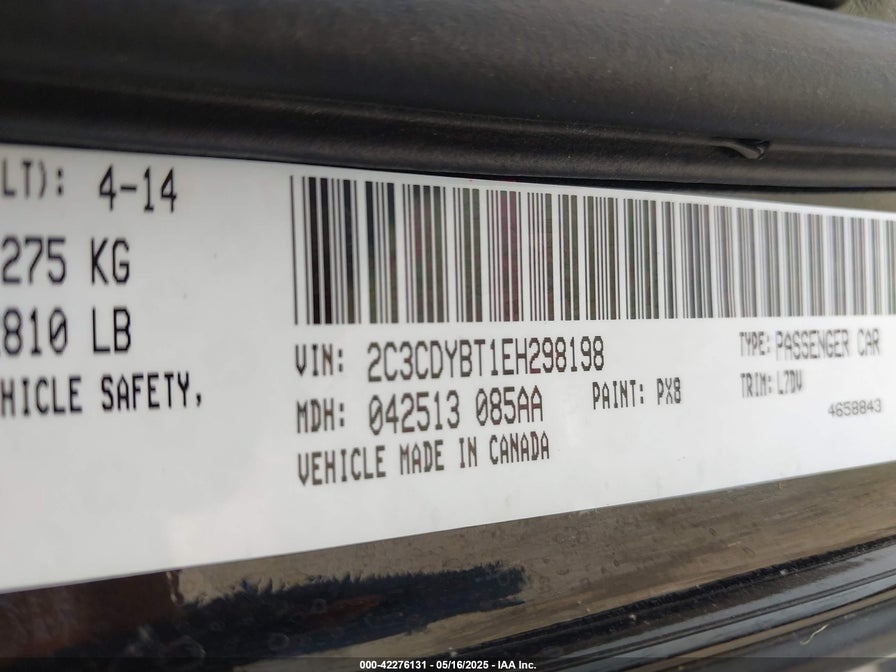 LT): 4-14
275 KG
810 LB
HICLE SAFETY,
VIN: 2C3CDYBT1EH298198
TYPE: PASSENGER CAR
MDH: 042513 085AA
PAINT: PX8
TRIM: L7DV
4658843
VEHICLE MADE IN CANADA
000-42276131 - 05/16/2025 - IAA Inc.